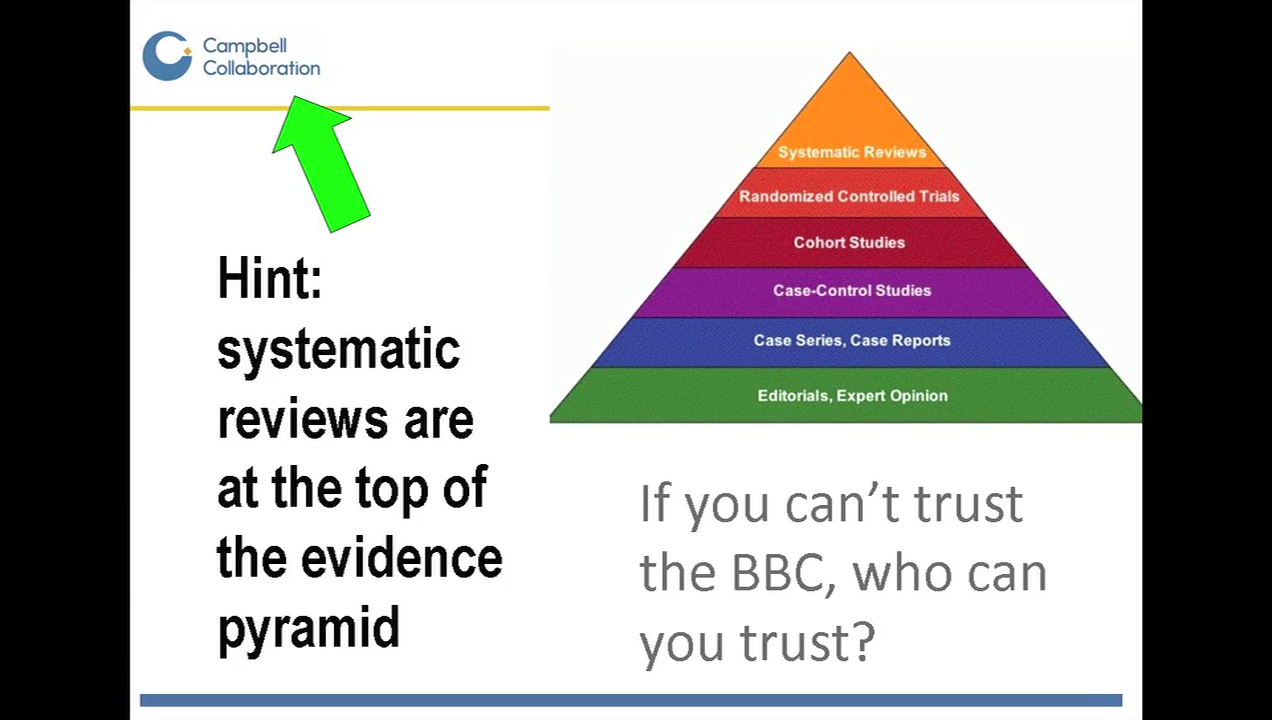 Campbell
Collaboration
Hint:
systematic
reviews are
at the top of
the evidence
pyramid
Systematic Reviews
Randomized Controlled Trials
Cohort Studies
Case-Control Studies
Case Series, Case Reports
Editorials, Expert Opinion
If you can’t trust
the BBC, who can
you trust?